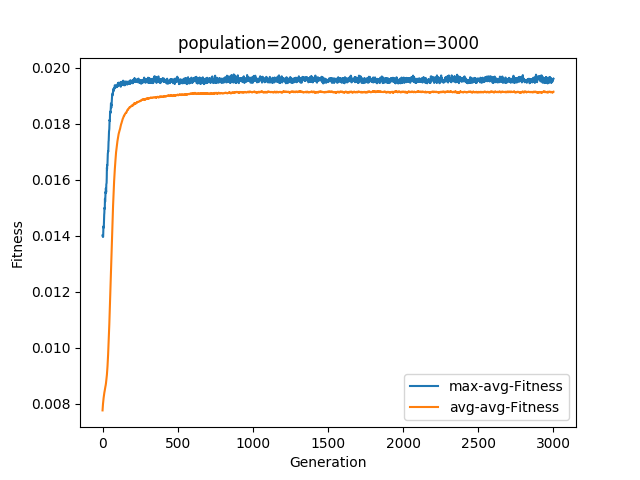 population=2000, generation=3000
0.020
0.018
0.016
0.014
0.012
0.010
0.008
Fitness
max-avg-Fitness
avg-avg-Fitness
0 500 1000 1500 2000 2500 3000
Generation